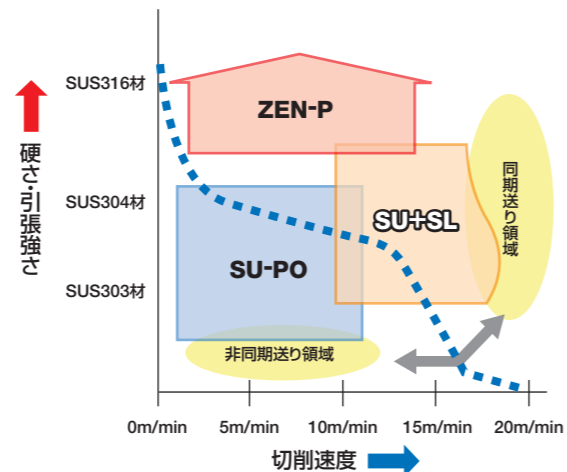 SUS316材
SUS304材
SUS303材
硬さ・引張強さ
ZEN-P
SU+SL
SU-PO
同期送り領域
非同期送り領域
0m/min
5m/min
10m/min
15m/min
20m/min
切削速度